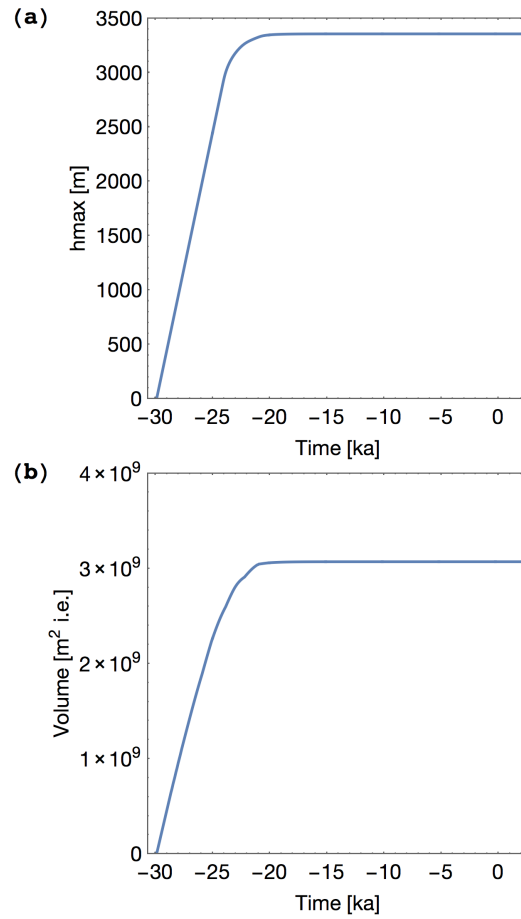 (a)
3500
3000
2500
2000
1500
1000
500
0
hmax [m]
−30 −25 −20 −15 −10 −5 0
Time [ka]
(b)
4 × 10⁹
3 × 10⁹
2 × 10⁹
1 × 10⁹
0
Volume [m² i.e.]
−30 −25 −20 −15 −10 −5 0
Time [ka]